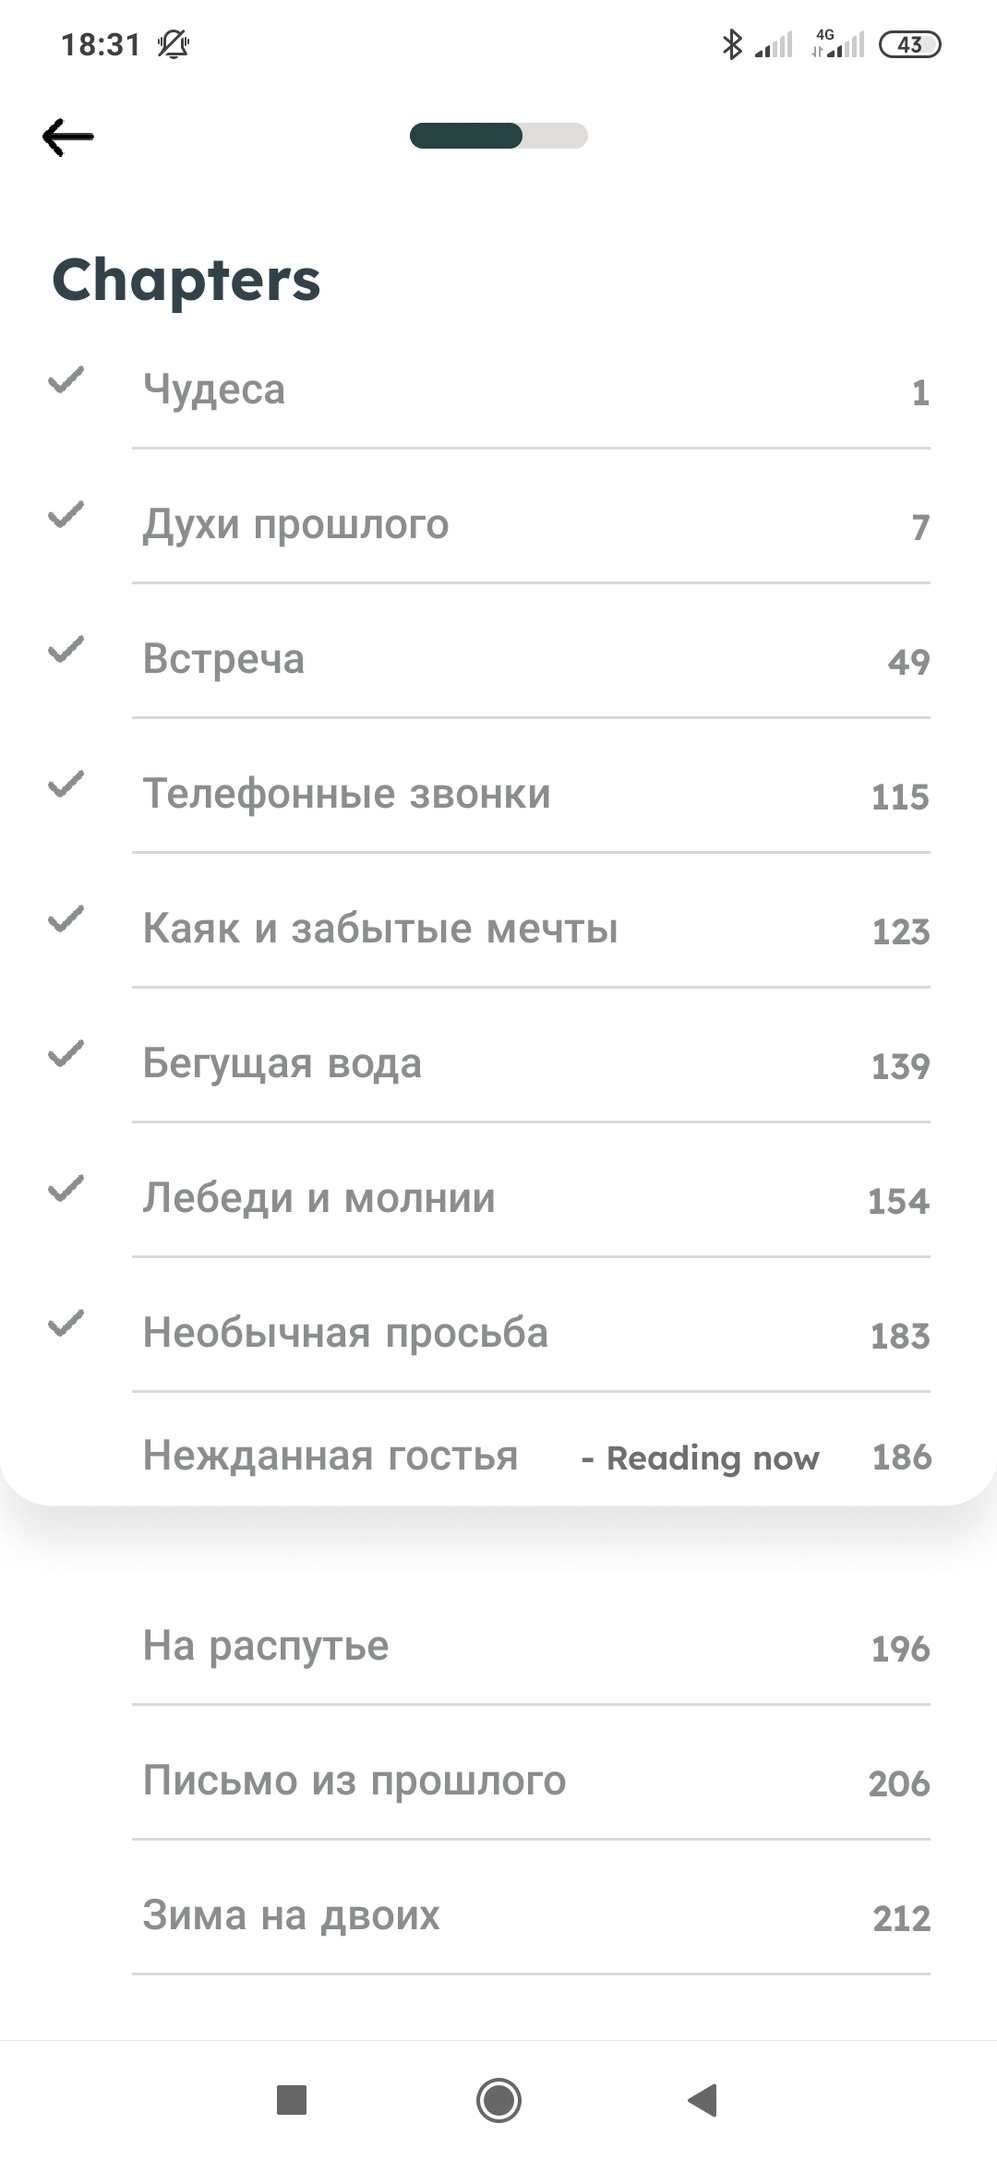 18:31
4G
43
Chapters
Чудеса 1
Духи прошлого 7
Встреча 49
Телефонные звонки 115
Каяк и забытые мечты 123
Бегущая вода 139
Лебеди и молнии 154
Необычная просьба 183
Нежданная гостья - Reading now 186
На распутье 196
Письмо из прошлого 206
Зима на двоих 212